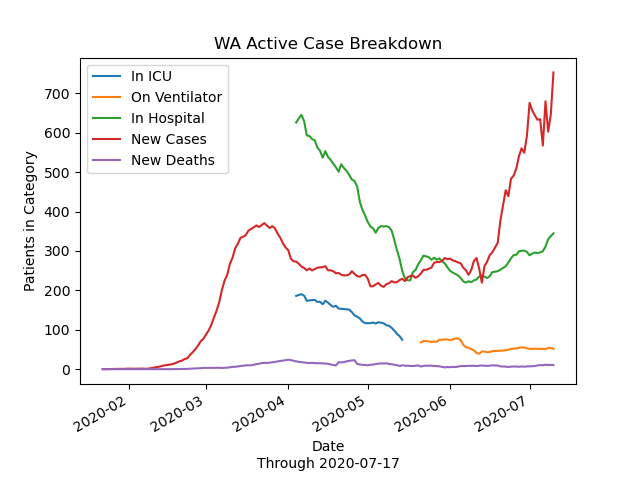 WA Active Case Breakdown
In ICU
On Ventilator
In Hospital
New Cases
New Deaths
Patients in Category
700
600
500
400
300
200
100
0
2020-02
2020-03
2020-04
2020-05
2020-06
2020-07
Date
Through 2020-07-17